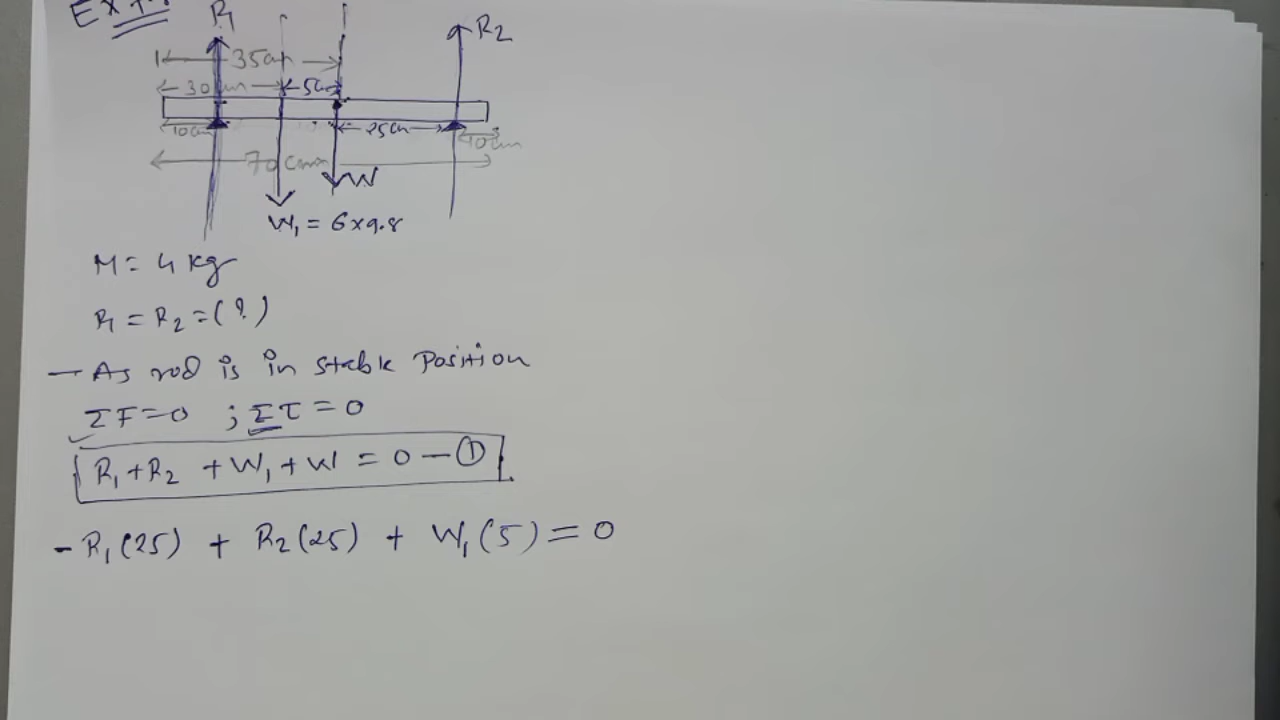 R₁
R₂
35cm
30cm 5cm
10cm 25cm 10cm
70cm
W
W₁ = 6×9.8
M = 4 kg
R₁ = R₂ = (?)
- As rod is in stable position
ΣF = 0 ; Στ = 0
R₁ + R₂ + W₁ + W = 0 — ①
- R₁(25) + R₂(25) + W₁(5) = 0